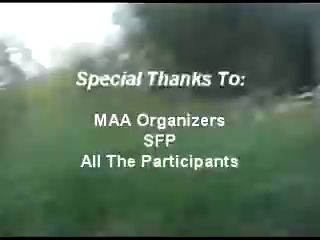 Special Thanks To:
MAA Organizers
SFP
All The Participants